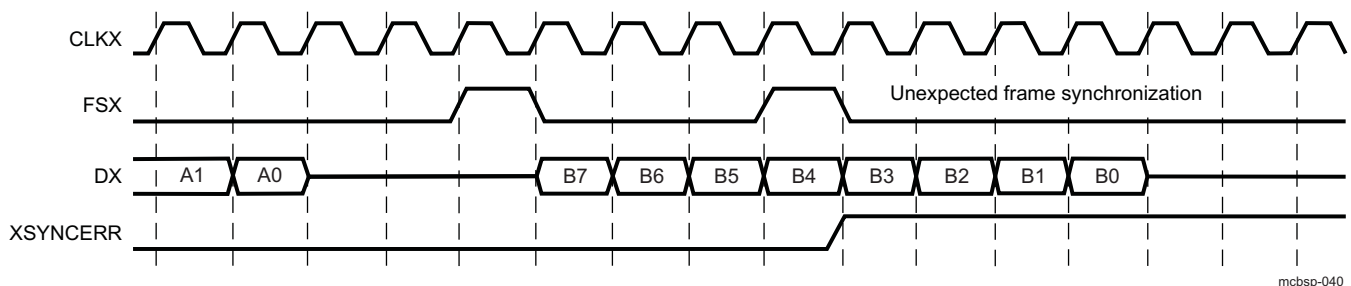 CLKX
FSX
Unexpected frame synchronization
DX
A1 A0 B7 B6 B5 B4 B3 B2 B1 B0
XSYNCERR
mcbsp-040